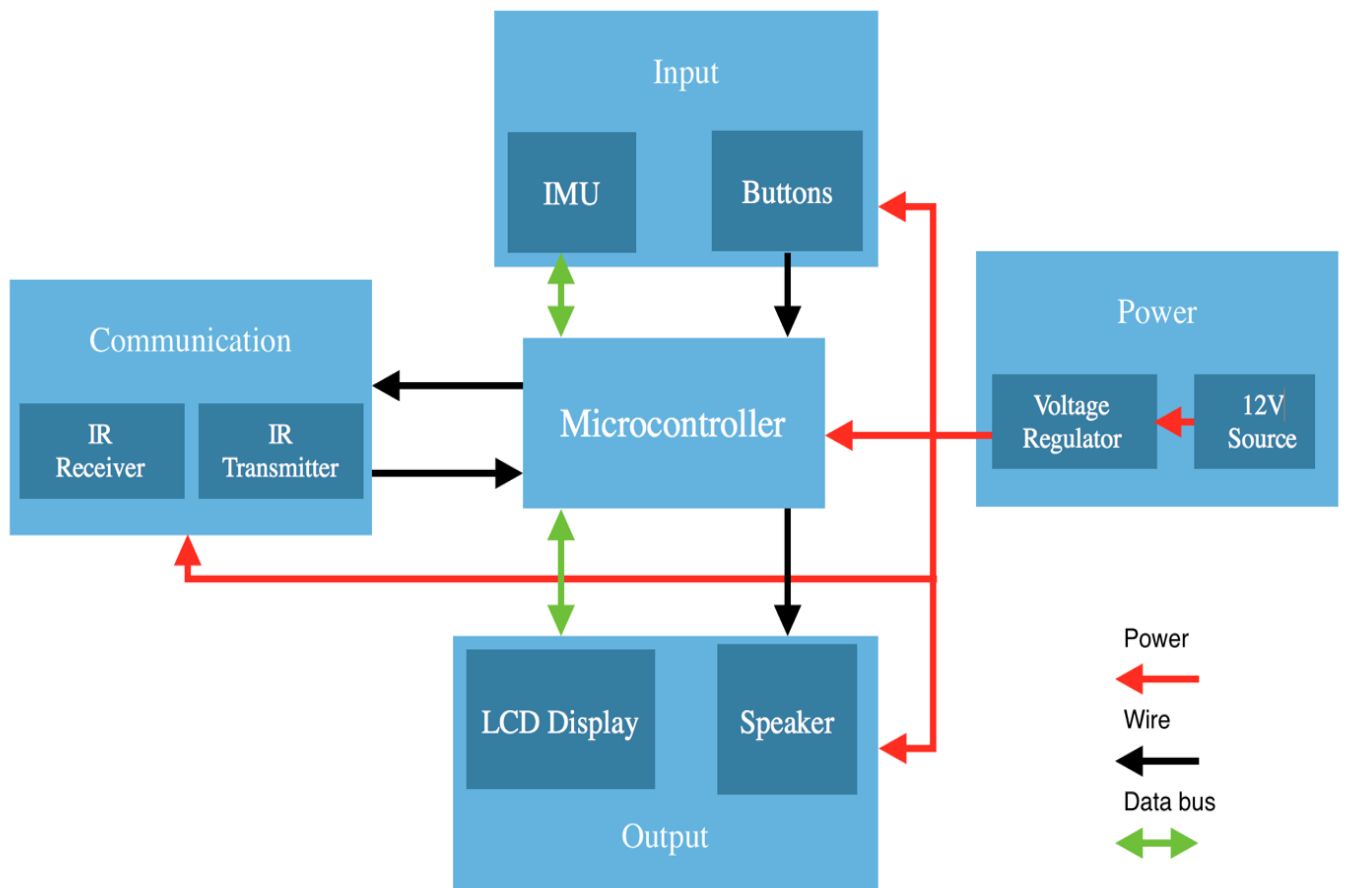 Input
IMU
Buttons
Communication
IR
Receiver
IR
Transmitter
Microcontroller
Power
Voltage
Regulator
12V
Source
LCD Display
Speaker
Output
Power
Wire
Data bus